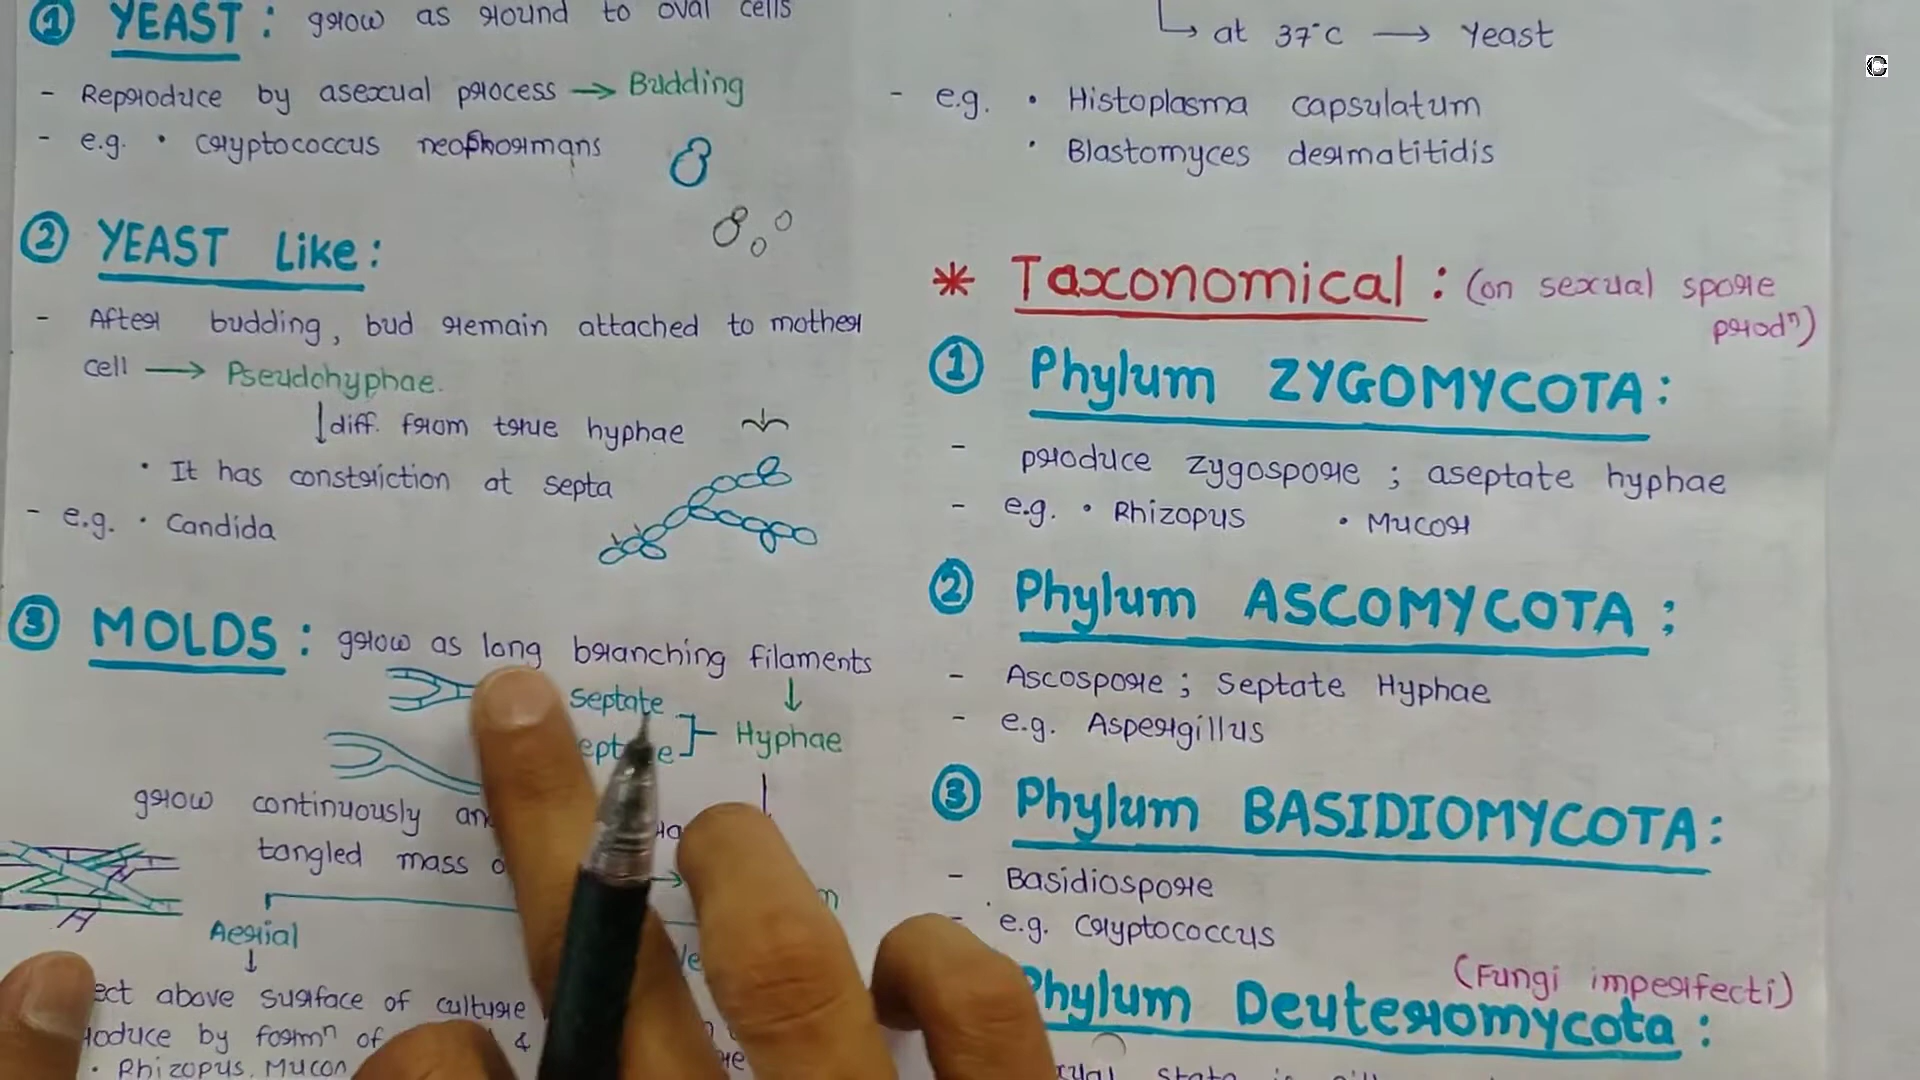 ① YEAST : grow as round to oval cells
- Reproduce by asexual process → Budding
- e.g. • Cryptococcus neophormans
② YEAST Like :
- After budding, bud remain attached to mother
cell → Pseudohyphae.
↓ diff. from true hyphae
• It has constriction at septa
- e.g. • Candida
③ MOLDS : grow as long branching filaments
Septate
Hyphae
grow continuously
tangled mass
Aerial
above surface of culture
by formⁿ of &
• Rhizopus, Mucor
↳ at 37°C → Yeast
- e.g. • Histoplasma capsulatum
• Blastomyces dermatitidis
* Taxonomical : (on sexual spore
prodⁿ)
① Phylum ZYGOMYCOTA :
- produce zygospore ; aseptate hyphae
- e.g. • Rhizopus • Mucor
② Phylum ASCOMYCOTA ;
- Ascospore ; Septate Hyphae
- e.g. Aspergillus
③ Phylum BASIDIOMYCOTA :
- Basidiospore
- e.g. Cryptococcus
(Fungi imperfecti)
Phylum Deuteromycota :